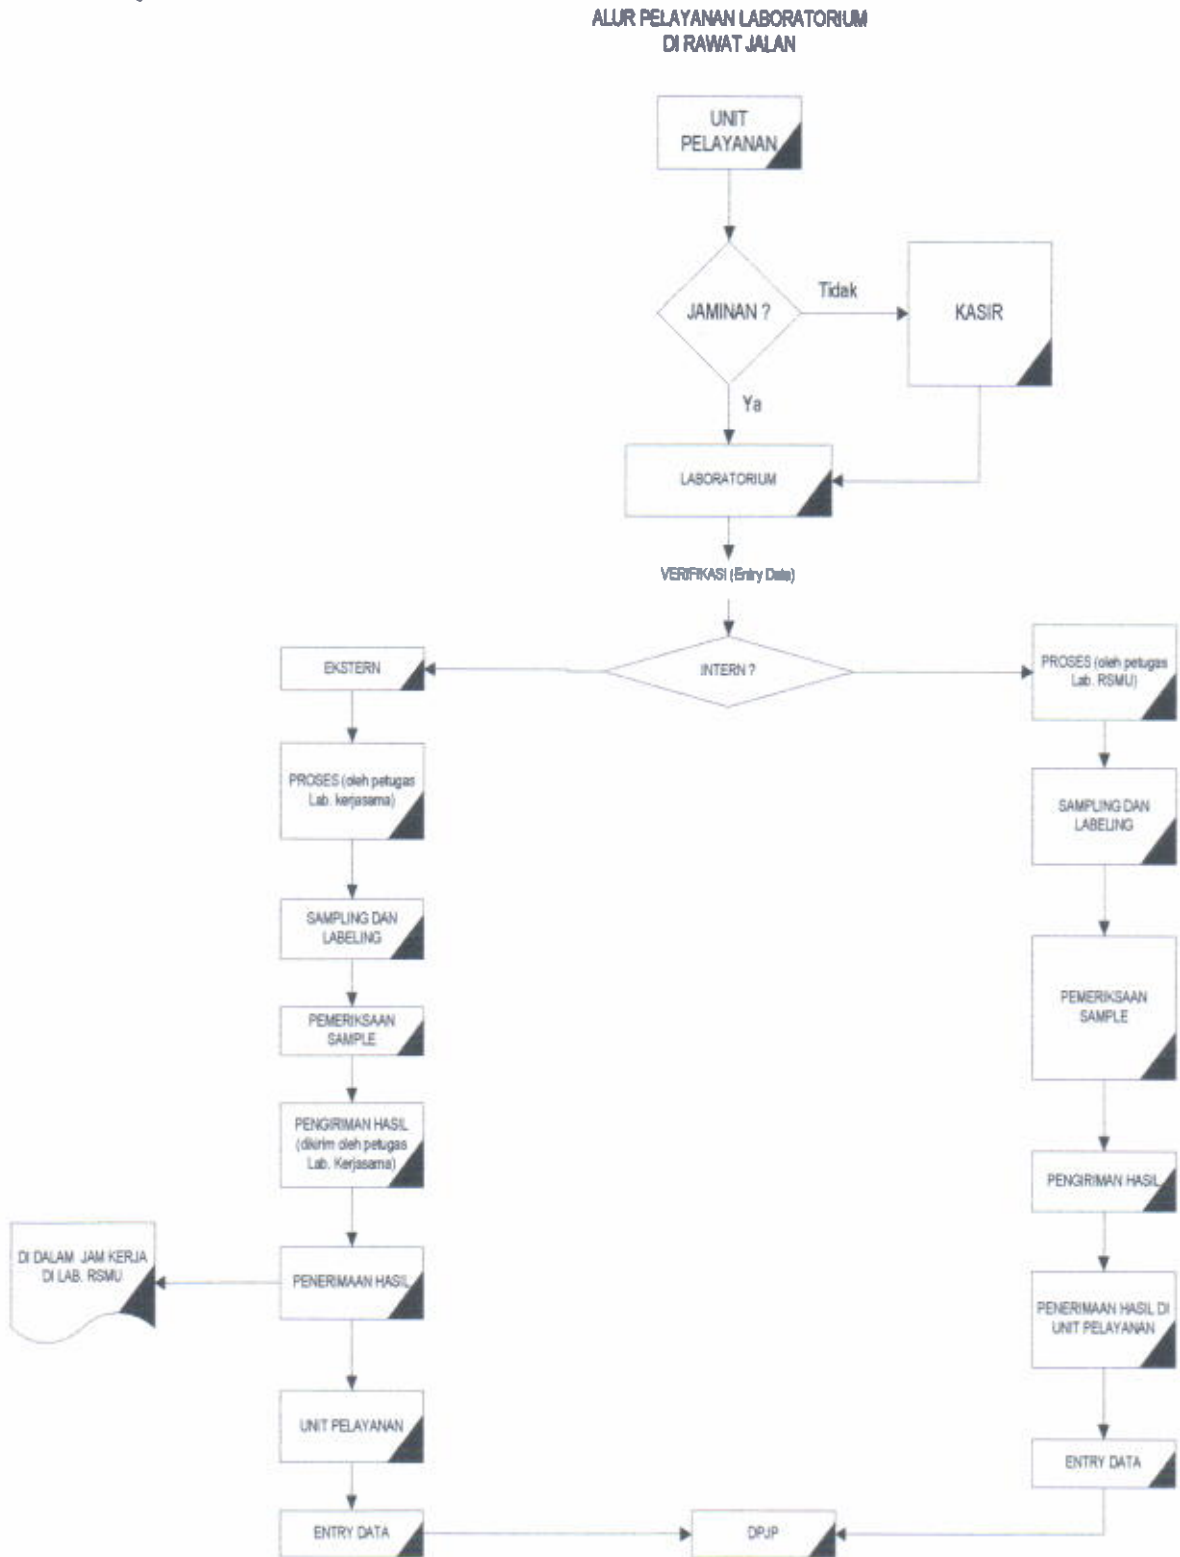 ALUR PELAYANAN LABORATORIUM
DI RAWAT JALAN
UNIT
PELAYANAN
JAMINAN ?
Tidak
KASIR
Ya
LABORATORIUM
VERIFIKASI (Entry Data)
INTERN ?
EKSTERN
PROSES (oleh petugas
Lab. kerjasama)
SAMPLING DAN
LABELING
PEMERIKSAAN
SAMPLE
PENGIRIMAN HASIL
(dikirim oleh petugas
Lab. Kerjasama)
PENERIMAAN HASIL
DI DALAM JAM KERJA
DI LAB. RSMU
UNIT PELAYANAN
ENTRY DATA
PROSES (oleh petugas
Lab. RSMU)
SAMPLING DAN
LABELING
PEMERIKSAAN
SAMPLE
PENGIRIMAN HASIL
PENERIMAAN HASIL DI
UNIT PELAYANAN
ENTRY DATA
DPJP